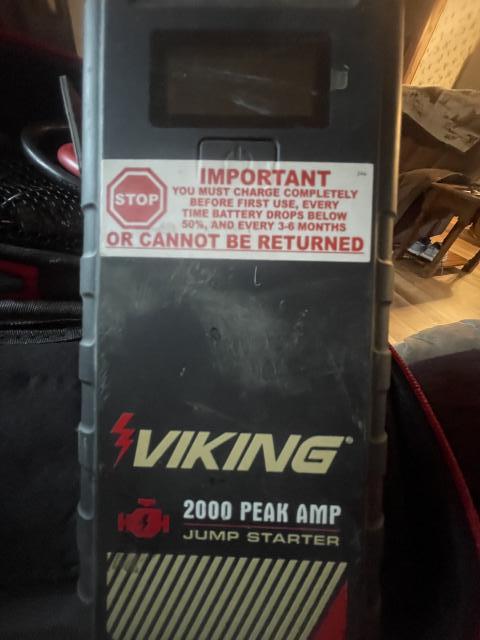 STOP
IMPORTANT
YOU MUST CHARGE COMPLETELY
BEFORE FIRST USE, EVERY
TIME BATTERY DROPS BELOW
50%, AND EVERY 3-6 MONTHS
OR CANNOT BE RETURNED
VIKING®
2000 PEAK AMP
JUMP STARTER